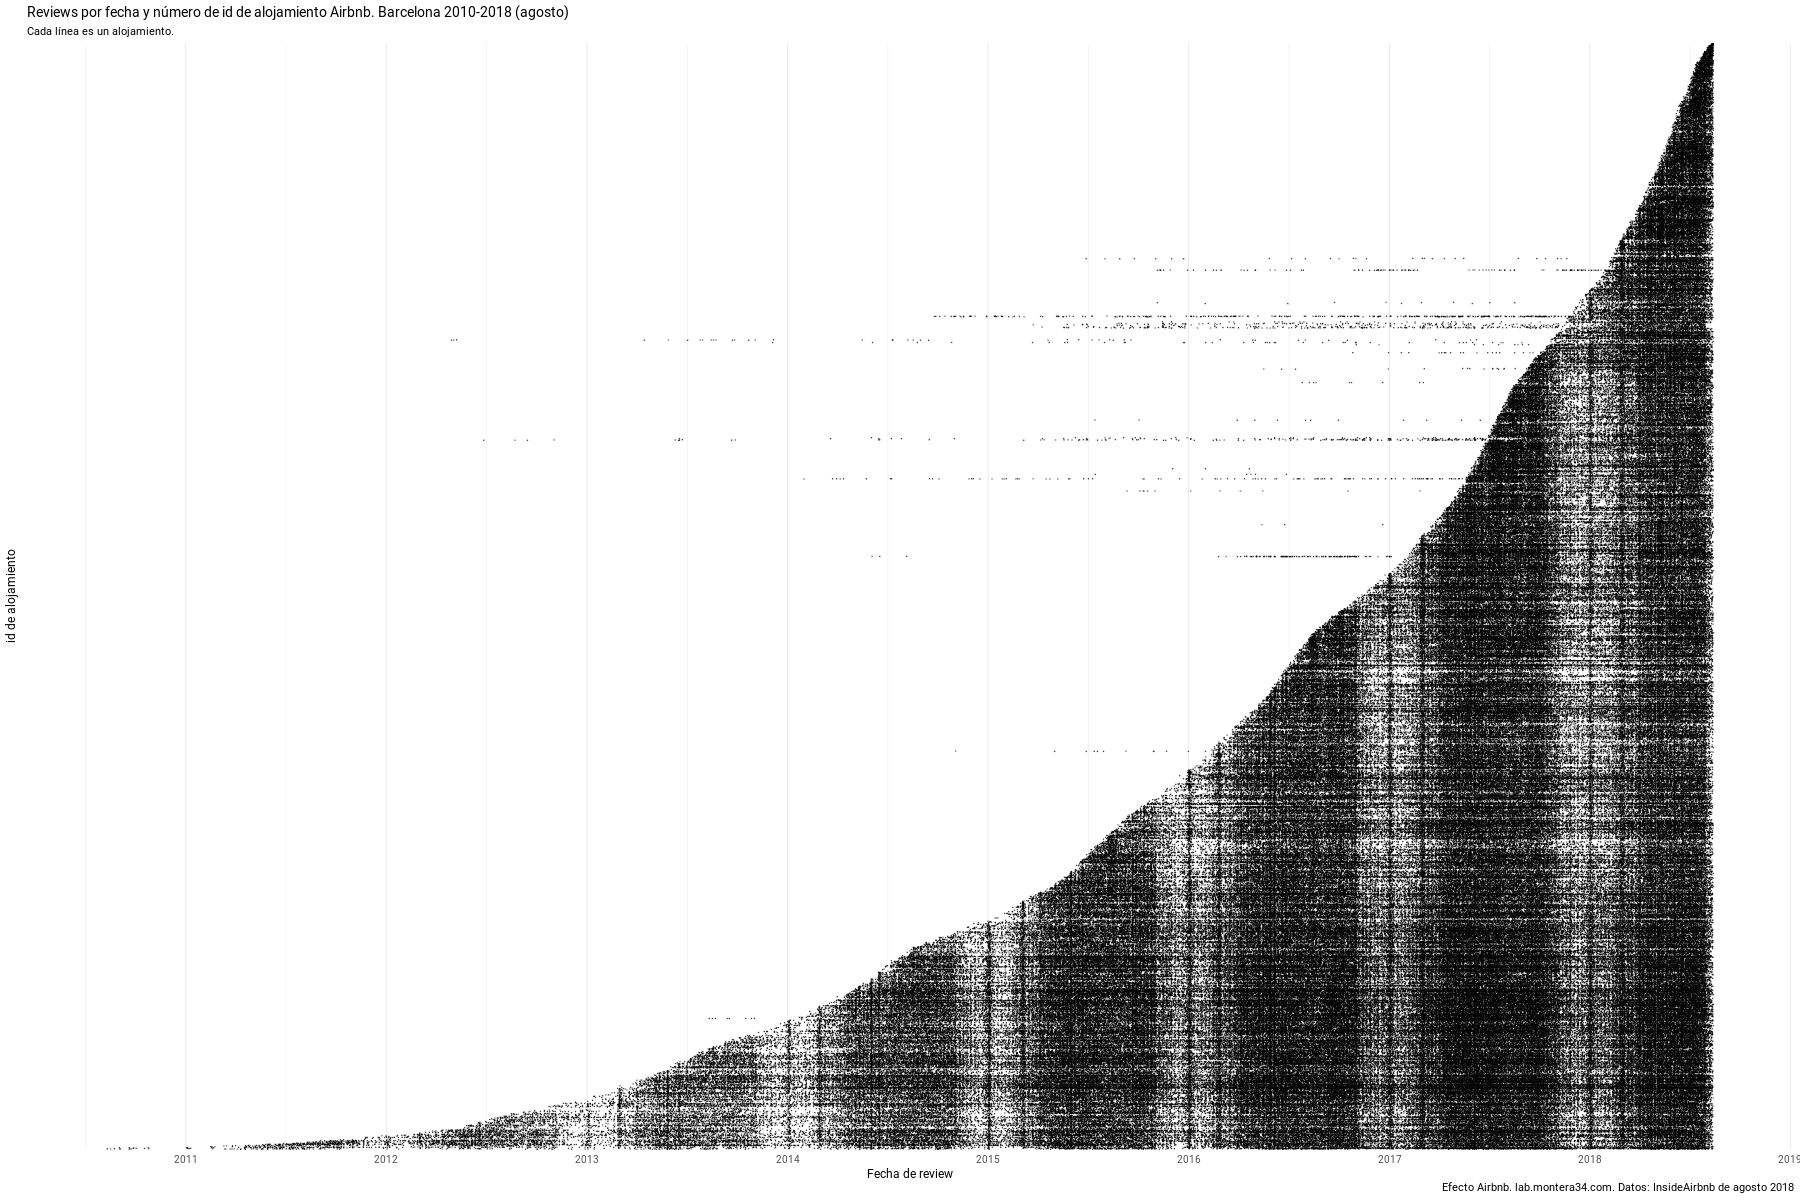 Reviews por fecha y número de id de alojamiento Airbnb. Barcelona 2010-2018 (agosto)
Cada línea es un alojamiento.
id de alojamiento
2011 2012 2013 2014 2015 2016 2017 2018 2019
Fecha de review
Efecto Airbnb. lab.montera34.com. Datos: InsideAirbnb de agosto 2018